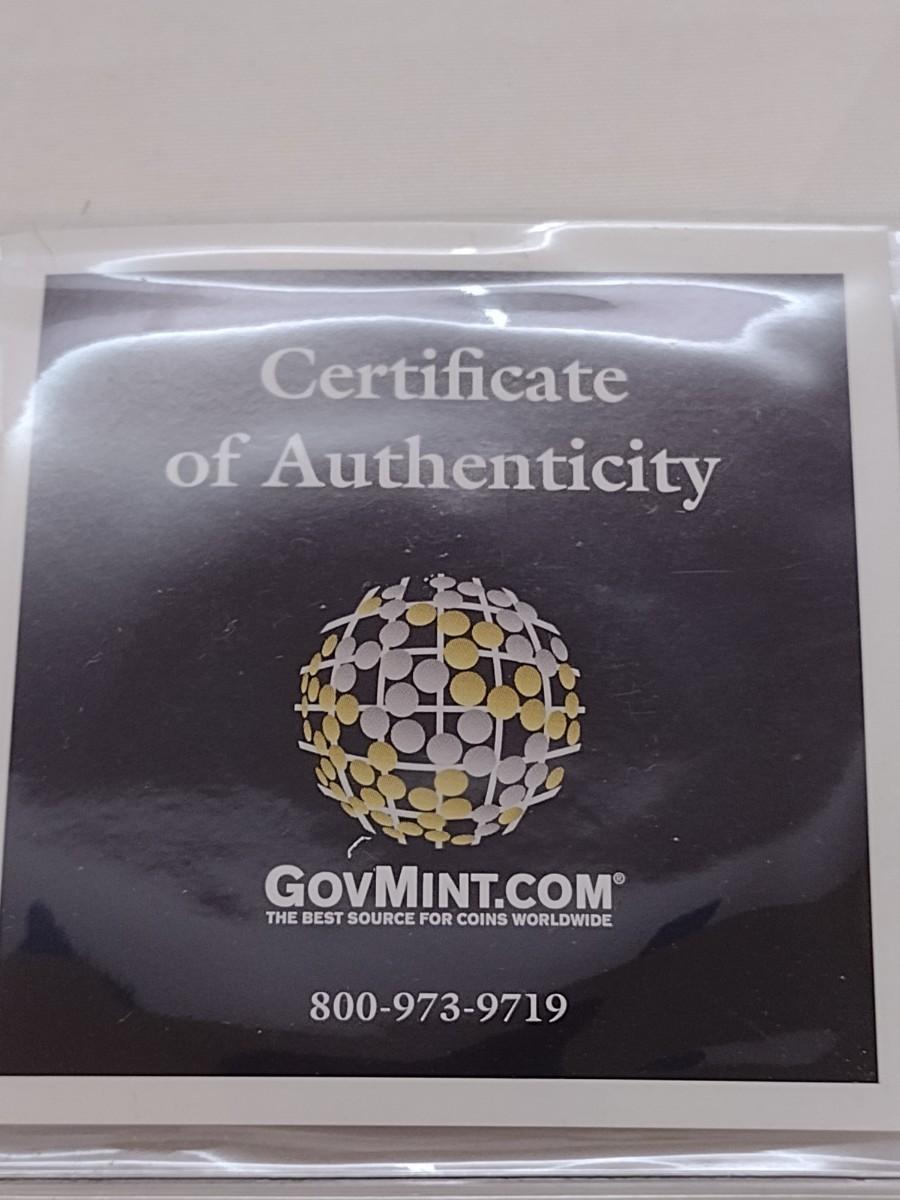 Certificate
of Authenticity
GOVMINT.COM®
THE BEST SOURCE FOR COINS WORLDWIDE
800-973-9719